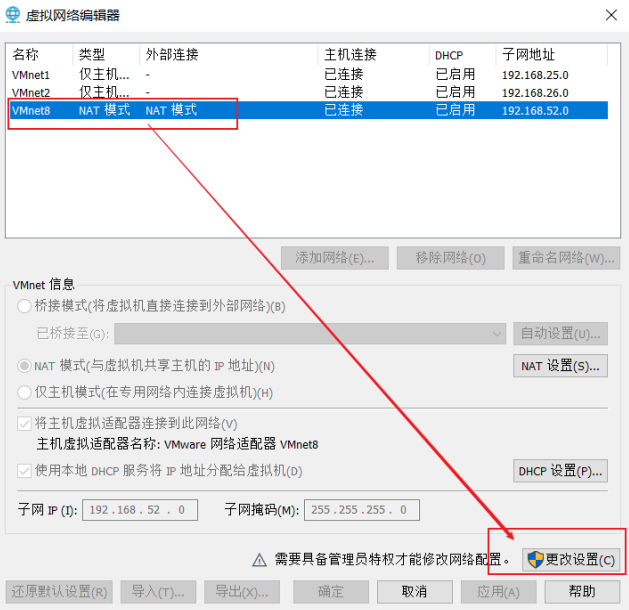 虚拟网络编辑器
名称 类型 外部连接 主机连接 DHCP 子网地址
VMnet1 仅主机... - 已连接 已启用 192.168.25.0
VMnet2 仅主机... - 已连接 已启用 192.168.26.0
VMnet8 NAT 模式 NAT 模式 已连接 已启用 192.168.52.0
添加网络(E)... 移除网络(O) 重命名网络(W)...
VMnet 信息
桥接模式(将虚拟机直接连接到外部网络)(B)
已桥接至(G): 自动设置(U)...
NAT 模式(与虚拟机共享主机的 IP 地址)(N) NAT 设置(S)...
仅主机模式(在专用网络内连接虚拟机)(H)
将主机虚拟适配器连接到此网络(V)
主机虚拟适配器名称: VMware 网络适配器 VMnet8
使用本地 DHCP 服务将 IP 地址分配给虚拟机(D) DHCP 设置(P)...
子网 IP (I): 192 . 168 . 52 . 0 子网掩码(M): 255 . 255 . 255 . 0
需要具备管理员特权才能修改网络配置。 更改设置(C)
还原默认设置(R) 导入(T)... 导出(X)... 确定 取消 应用(A) 帮助